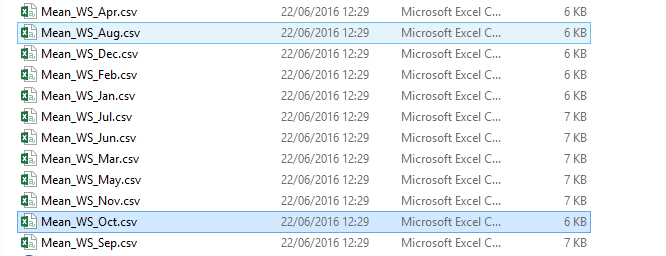 Mean_WS_Apr.csv 22/06/2016 12:29 Microsoft Excel C... 6 KB
Mean_WS_Aug.csv 22/06/2016 12:29 Microsoft Excel C... 6 KB
Mean_WS_Dec.csv 22/06/2016 12:29 Microsoft Excel C... 6 KB
Mean_WS_Feb.csv 22/06/2016 12:29 Microsoft Excel C... 6 KB
Mean_WS_Jan.csv 22/06/2016 12:29 Microsoft Excel C... 6 KB
Mean_WS_Jul.csv 22/06/2016 12:29 Microsoft Excel C... 7 KB
Mean_WS_Jun.csv 22/06/2016 12:29 Microsoft Excel C... 7 KB
Mean_WS_Mar.csv 22/06/2016 12:29 Microsoft Excel C... 7 KB
Mean_WS_May.csv 22/06/2016 12:29 Microsoft Excel C... 7 KB
Mean_WS_Nov.csv 22/06/2016 12:29 Microsoft Excel C... 7 KB
Mean_WS_Oct.csv 22/06/2016 12:29 Microsoft Excel C... 6 KB
Mean_WS_Sep.csv 22/06/2016 12:29 Microsoft Excel C... 7 KB